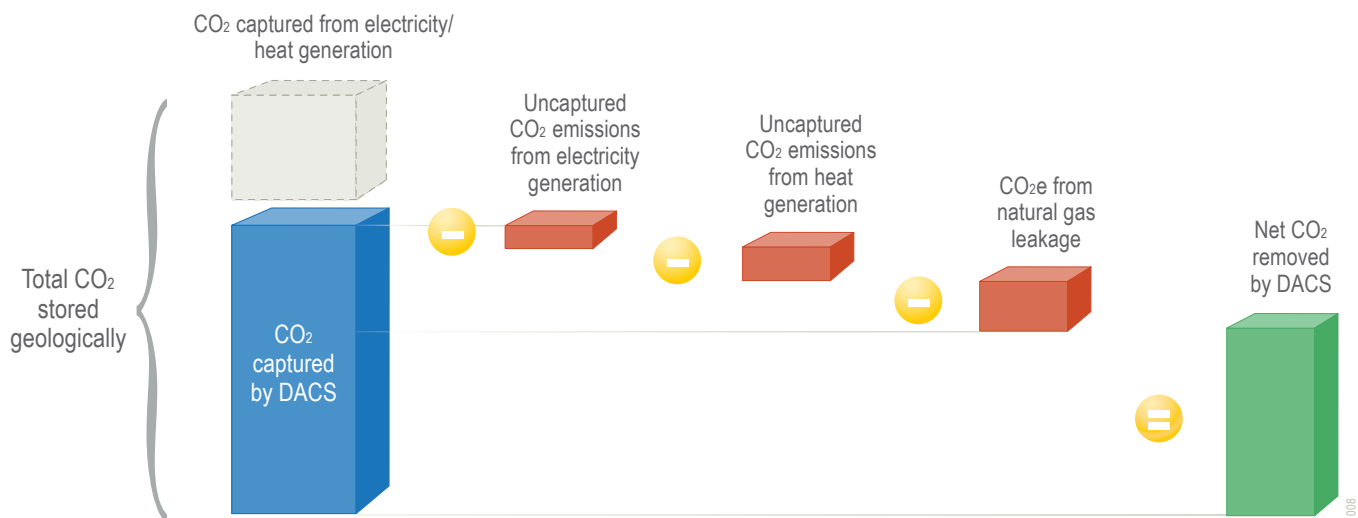 CO₂ captured from electricity/
heat generation
Total CO₂
stored
geologically
CO₂
captured
by DACS
Uncaptured
CO₂ emissions
from electricity
generation
Uncaptured
CO₂ emissions
from heat
generation
CO₂e from
natural gas
leakage
Net CO₂
removed
by DACS
008